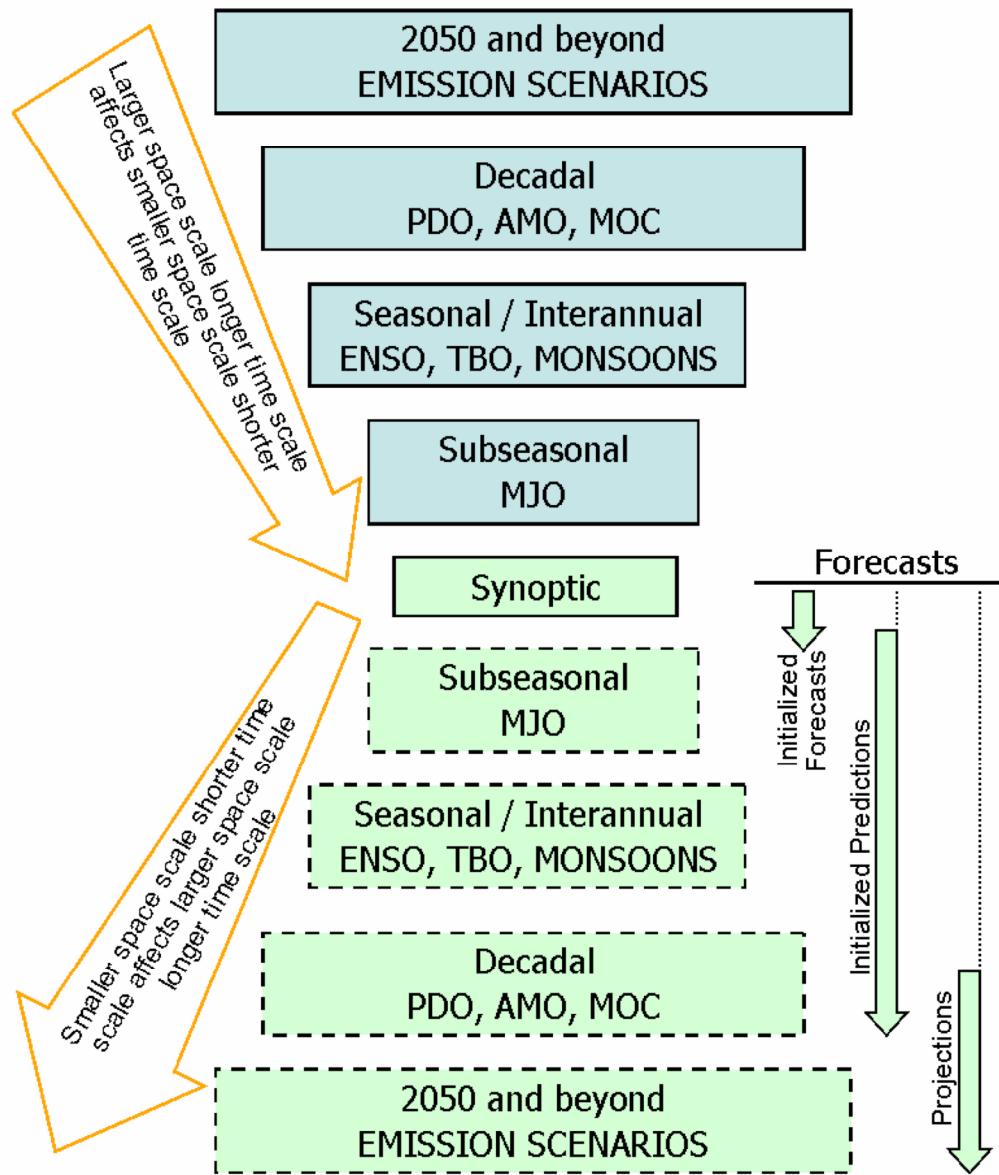 2050 and beyond
EMISSION SCENARIOS
Larger space scale longer time scale
affects smaller space scale shorter
time scale
Decadal
PDO, AMO, MOC
Seasonal / Interannual
ENSO, TBO, MONSOONS
Subseasonal
MJO
Synoptic
Forecasts
Initialized
Forecasts
Initialized Predictions
Projections
Subseasonal
MJO
Smaller space scale shorter time
scale affects larger space scale
longer time scale
Seasonal / Interannual
ENSO, TBO, MONSOONS
Decadal
PDO, AMO, MOC
2050 and beyond
EMISSION SCENARIOS